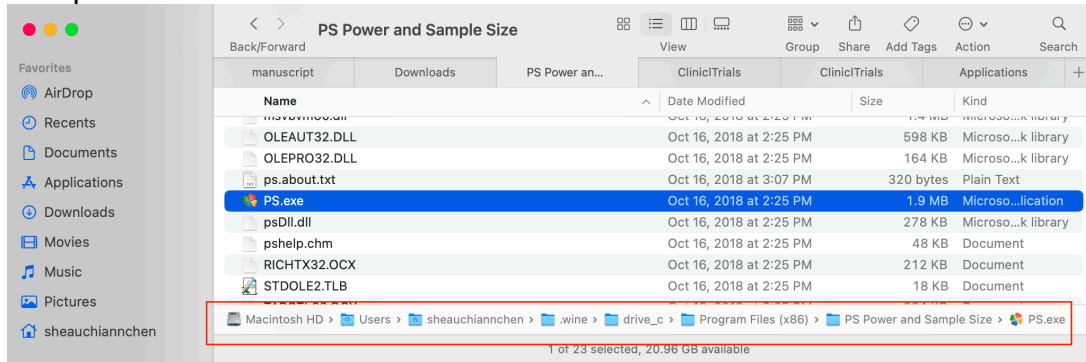 PS Power and Sample Size
Back/Forward View Group Share Add Tags Action Search
manuscript Downloads PS Power an... CliniclTrials ClinclTrials Applications +
Favorites
AirDrop
Recents
Documents
Applications
Downloads
Movies
Music
Pictures
sheauchiannchen
Name Date Modified Size Kind
OLEAUT32.DLL Oct 16, 2018 at 2:25 PM 598 KB Microso...k library
OLEPRO32.DLL Oct 16, 2018 at 2:25 PM 164 KB Microso...k library
ps.about.txt Oct 16, 2018 at 3:07 PM 320 bytes Plain Text
PS.exe Oct 16, 2018 at 2:25 PM 1.9 MB Microso...lication
psDll.dll Oct 16, 2018 at 2:25 PM 278 KB Microso...k library
pshelp.chm Oct 16, 2018 at 2:25 PM 48 KB Document
RICHTX32.OCX Oct 16, 2018 at 2:25 PM 212 KB Document
STDOLE2.TLB Oct 16, 2018 at 2:25 PM 18 KB Document
Macintosh HD › Users › sheauchiannchen › .wine › drive_c › Program Files (x86) › PS Power and Sample Size › PS.exe
1 of 23 selected, 20.96 GB available